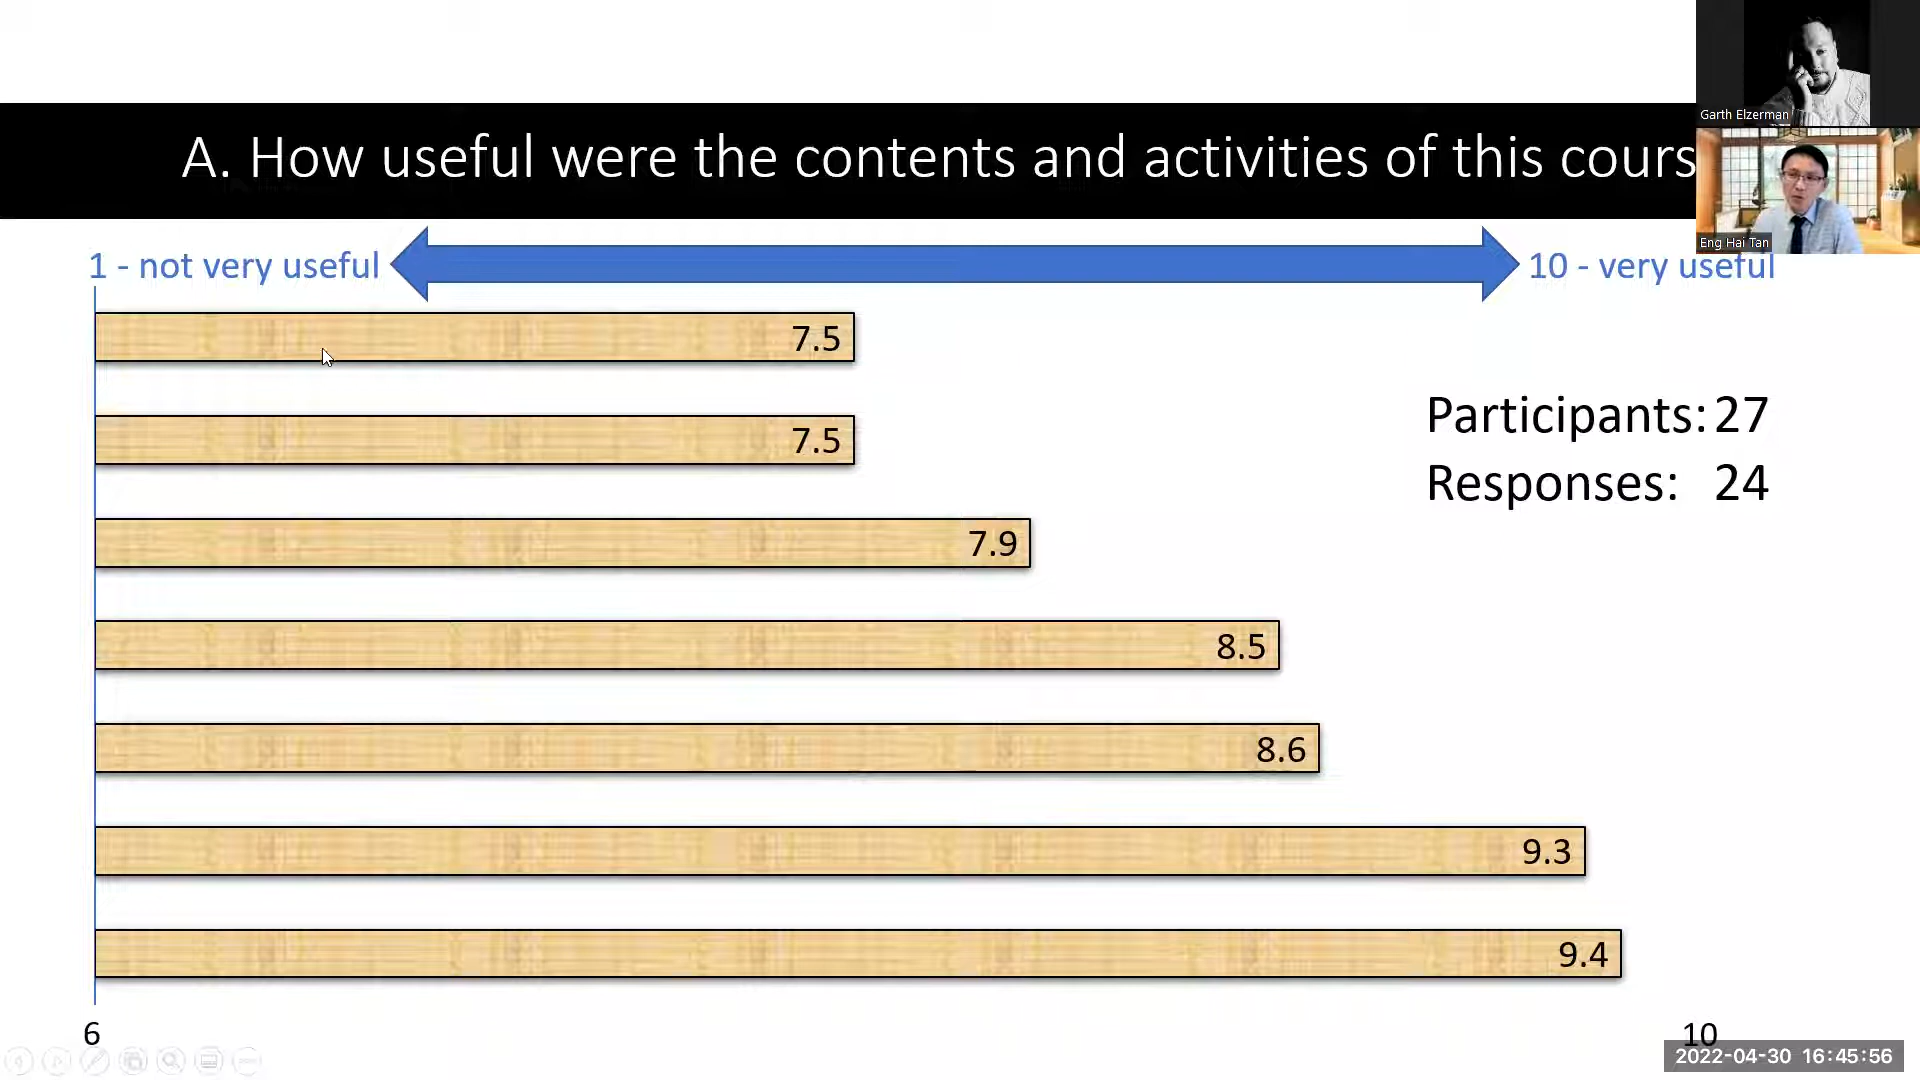 Garth Elzerman
A. How useful were the contents and activities of this cours
Eng Hai Tan
1 - not very useful
10 - very useful
7.5
7.5
Participants: 27
Responses: 24
7.9
8.5
8.6
9.3
9.4
6
10
2022-04-30 16:45:56